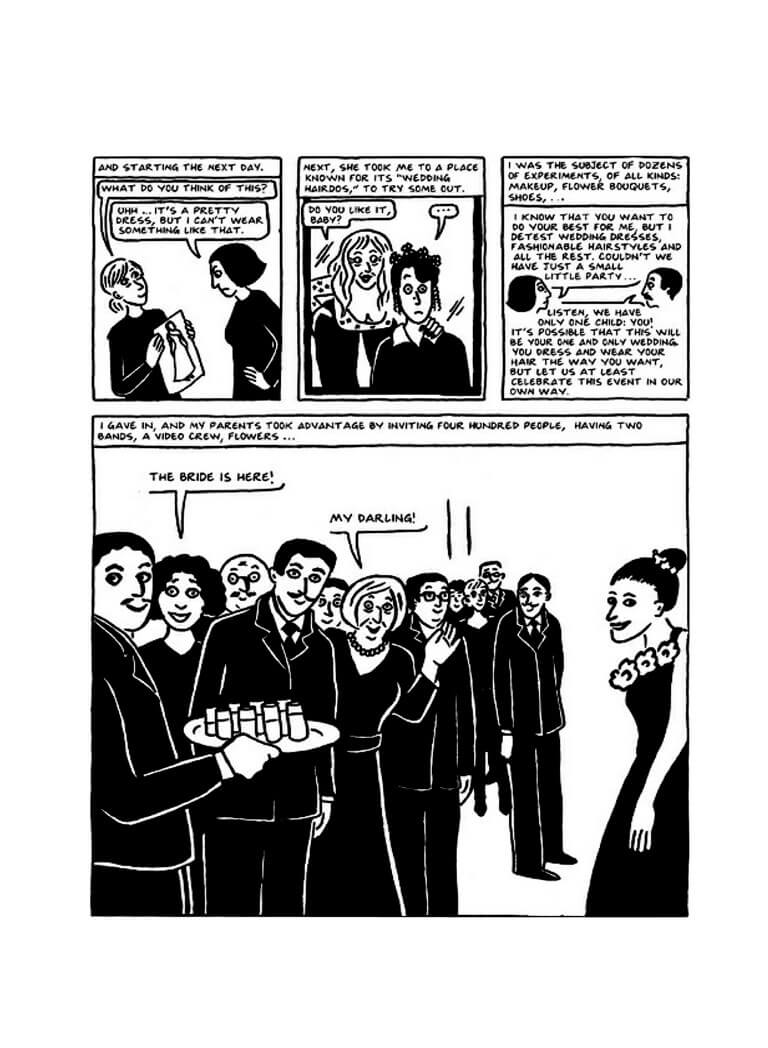 AND STARTING THE NEXT DAY.
WHAT DO YOU THINK OF THIS?
UHH ... IT'S A PRETTY
DRESS, BUT I CAN'T WEAR
SOMETHING LIKE THAT.
NEXT, SHE TOOK ME TO A PLACE
KNOWN FOR ITS "WEDDING
HAIRDOS," TO TRY SOME OUT.
DO YOU LIKE IT,
BABY?
...
I WAS THE SUBJECT OF DOZENS
OF EXPERIMENTS, OF ALL KINDS:
MAKEUP, FLOWER BOUQUETS,
SHOES, ...
I KNOW THAT YOU WANT TO
DO YOUR BEST FOR ME, BUT I
DETEST WEDDING DRESSES,
FASHIONABLE HAIRSTYLES AND
ALL THE REST. COULDN'T WE
HAVE JUST A SMALL
LITTLE PARTY...
LISTEN, WE HAVE
ONLY ONE CHILD: YOU!
IT'S POSSIBLE THAT THIS WILL
BE YOUR ONE AND ONLY WEDDING.
YOU DRESS AND WEAR YOUR
HAIR THE WAY YOU WANT,
BUT LET US AT LEAST
CELEBRATE THIS EVENT IN OUR
OWN WAY.
I GAVE IN, AND MY PARENTS TOOK ADVANTAGE BY INVITING FOUR HUNDRED PEOPLE, HAVING TWO
BANDS, A VIDEO CREW, FLOWERS ...
THE BRIDE IS HERE!
MY DARLING!